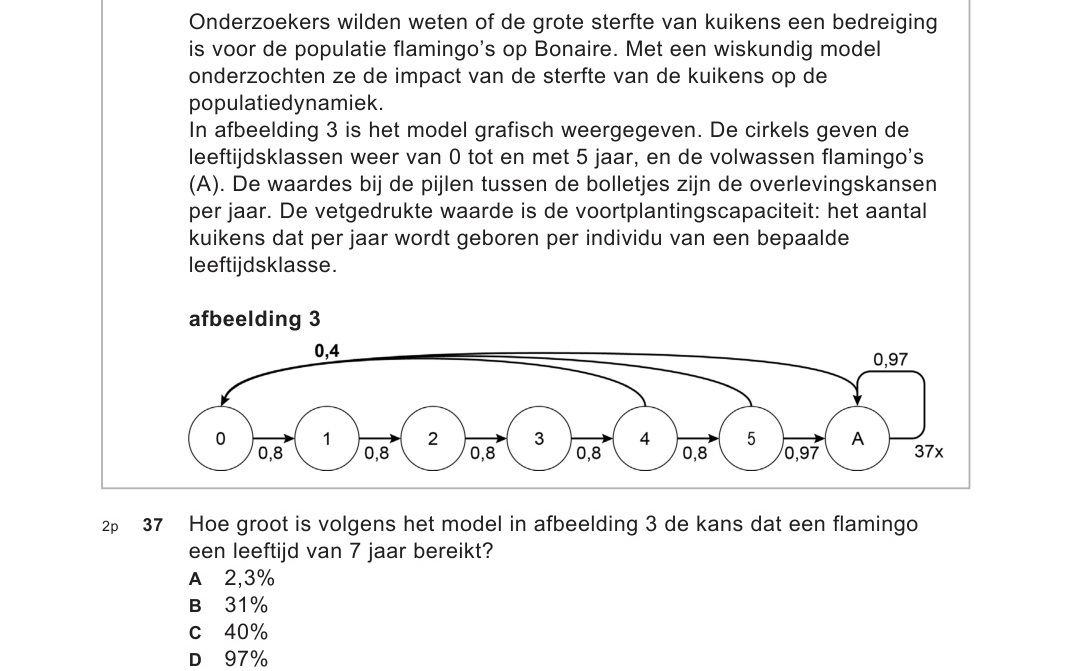 Onderzoekers wilden weten of de grote sterfte van kuikens een bedreiging
is voor de populatie flamingo's op Bonaire. Met een wiskundig model
onderzochten ze de impact van de sterfte van de kuikens op de
populatiedynamiek.
In afbeelding 3 is het model grafisch weergegeven. De cirkels geven de
leeftijdsklassen weer van 0 tot en met 5 jaar, en de volwassen flamingo's
(A). De waardes bij de pijlen tussen de bolletjes zijn de overlevingskansen
per jaar. De vetgedrukte waarde is de voortplantingscapaciteit: het aantal
kuikens dat per jaar wordt geboren per individu van een bepaalde
leeftijdsklasse.
afbeelding 3
0,4
0,97
0 1 2 3 4 5 A
0,8 0,8 0,8 0,8 0,8 0,97 37x
2p 37 Hoe groot is volgens het model in afbeelding 3 de kans dat een flamingo
een leeftijd van 7 jaar bereikt?
A 2,3%
B 31%
C 40%
D 97%